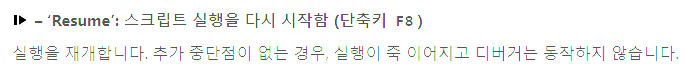 – ‘Resume’: 스크립트 실행을 다시 시작함 (단축키 F8 )
실행을 재개합니다. 추가 중단점이 없는 경우, 실행이 죽 이어지고 디버거는 동작하지 않습니다.